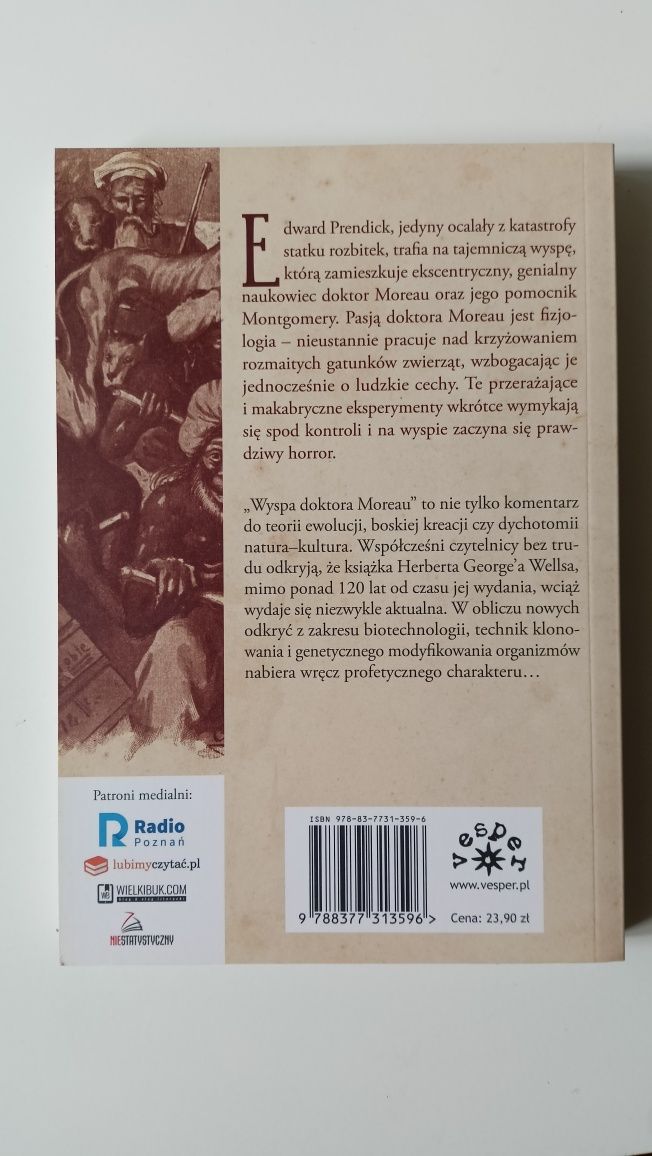 Edward Prendick, jedyny ocalały z katastrofy
statku rozbitek, trafia na tajemniczą wyspę,
którą zamieszkuje ekscentryczny, genialny
naukowiec doktor Moreau oraz jego pomocnik
Montgomery. Pasją doktora Moreau jest fizjo-
logia – nieustannie pracuje nad krzyżowaniem
rozmaitych gatunków zwierząt, wzbogacając je
jednocześnie o ludzkie cechy. Te przerażające
i makabryczne eksperymenty wkrótce wymykają
się spod kontroli i na wyspie zaczyna się praw-
dziwy horror.
„Wyspa doktora Moreau” to nie tylko komentarz
do teorii ewolucji, boskiej kreacji czy dychotomii
natura–kultura. Współcześni czytelnicy bez tru-
du odkryją, że książka Herberta George’a Wellsa,
mimo ponad 120 lat od czasu jej wydania, wciąż
wydaje się niezwykle aktualna. W obliczu nowych
odkryć z zakresu biotechnologii, technik klono-
wania i genetycznego modyfikowania organizmów
nabiera wręcz profetycznego charakteru…
Patroni medialni:
Radio
Poznań
lubimyczytać.pl
WB
WIELKIBUK.COM
NIESTATYSTYCZNY
ISBN 978-83-7731-359-6
9 788377 313596 >
vesper
www.vesper.pl
Cena: 23,90 zł